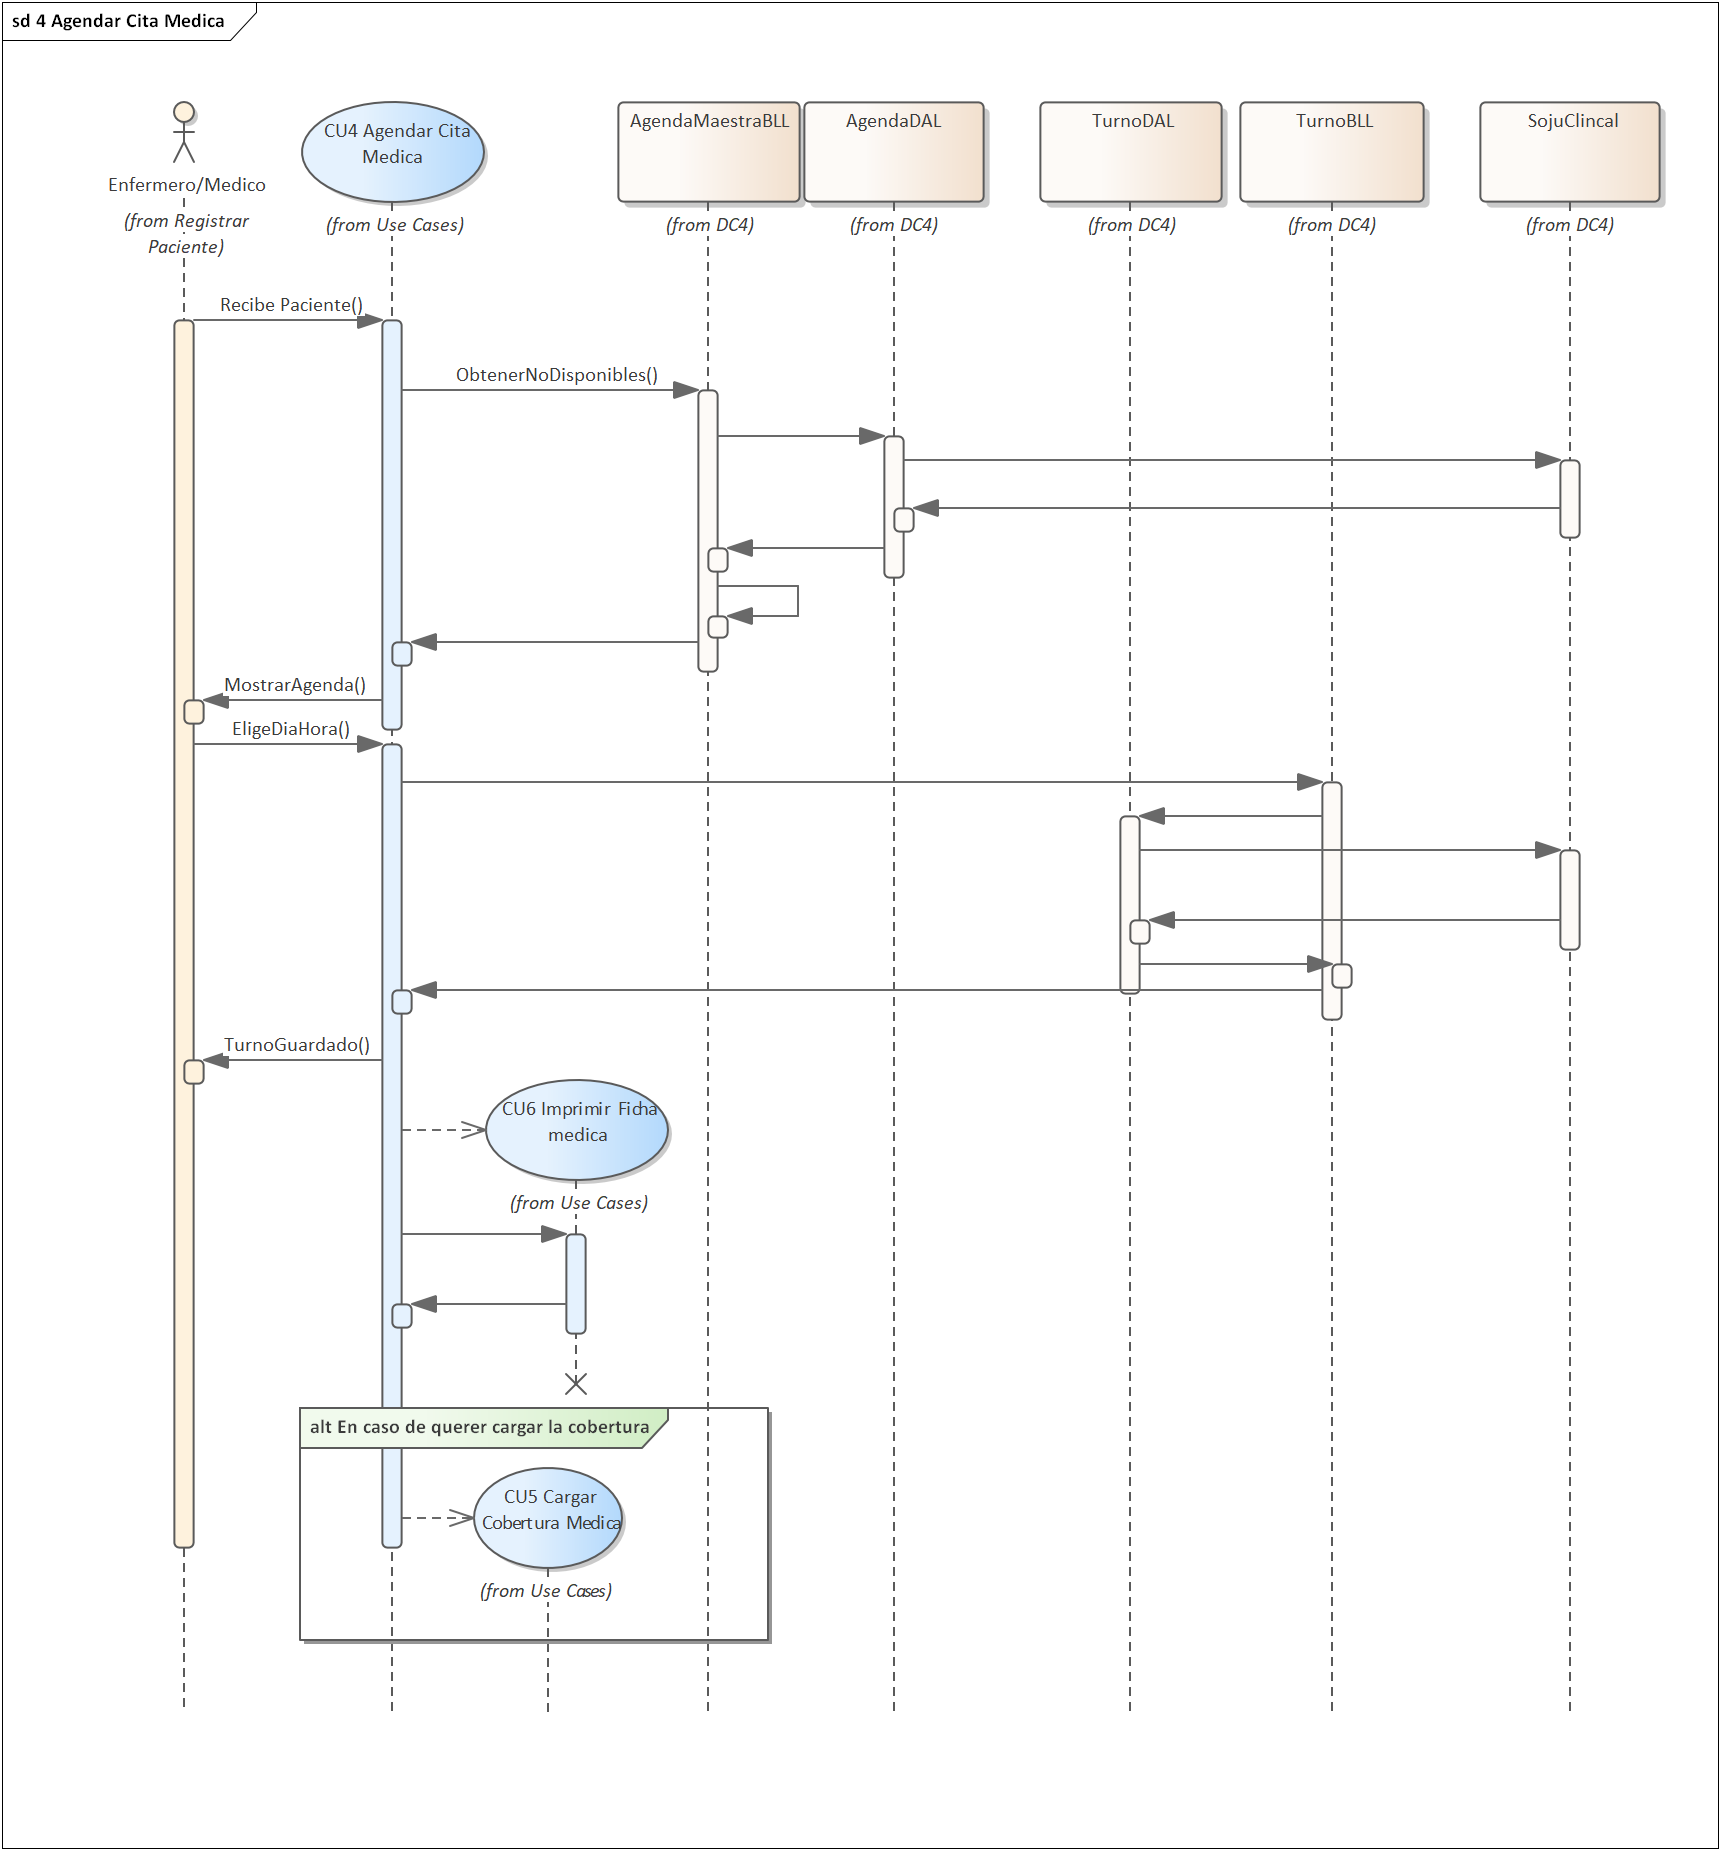 sd 4 Agendar Cita Medica
Enfermero/Medico
(from Registrar
Paciente)
CU4 Agendar Cita
Medica
(from Use Cases)
AgendaMaestraBLL
(from DC4)
AgendaDAL
(from DC4)
TurnoDAL
(from DC4)
TurnoBLL
(from DC4)
SojuClincal
(from DC4)
Recibe Paciente()
ObtenerNoDisponibles()
MostrarAgenda()
EligeDiaHora()
TurnoGuardado()
CU6 Imprimir Ficha
medica
(from Use Cases)
alt En caso de querer cargar la cobertura
CU5 Cargar
Cobertura Medica
(from Use Cases)